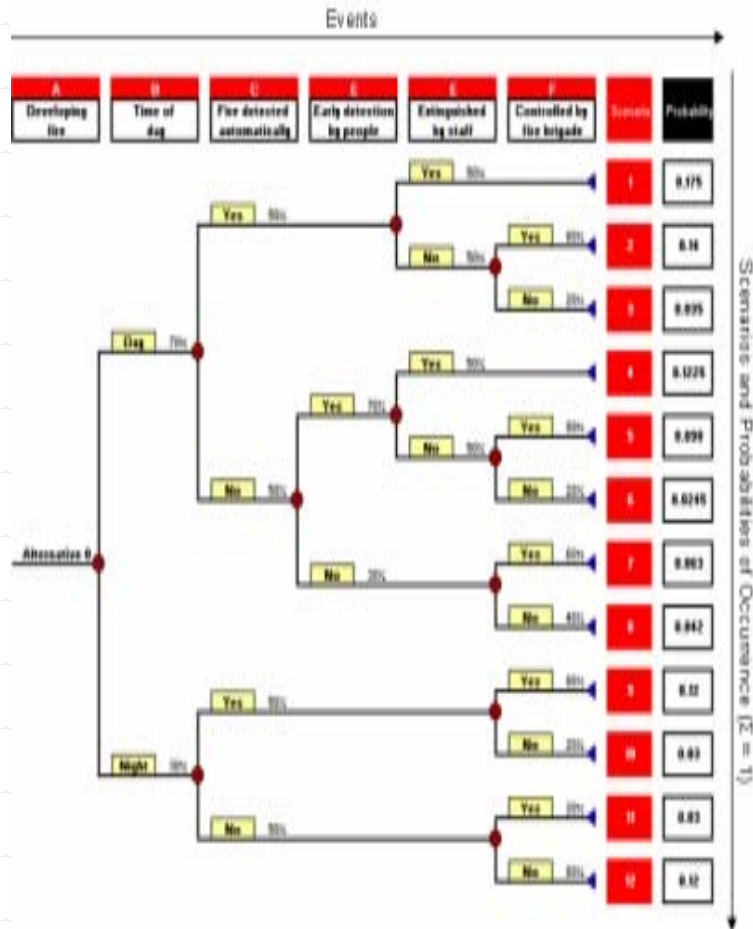 Events
A B C E E F
Developing fire
Time of day
Fire detected automatically
Early detection by people
Extinguished by staff
Controlled by fire brigade
Scenario
Probability
Yes 50% 1 0.175
Yes 50%
Yes 80% 2
No 50%
No 20% 3 0.035
Day 70%
Yes 50% 4 0.1225
Yes 70%
Yes 80% 5
No 50%
No 50%
No 20% 6 0.0245
Alternative 0
Yes 60% 7 0.063
No 30%
No 40% 8 0.042
Yes 80% 9 0.12
Yes 50%
No 20% 10 0.03
Night 30%
Yes 20% 11 0.03
No 50%
No 80% 12 0.12
Scenarios and Probabilities of Occurrence (Σ = 1)